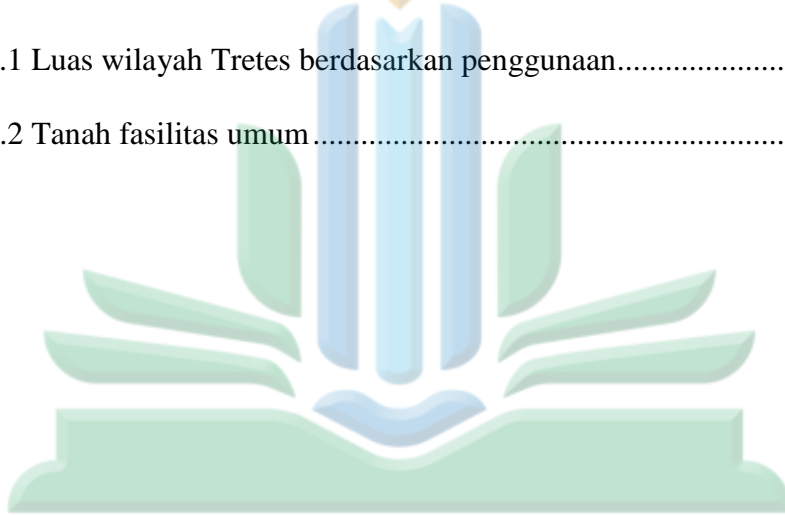 .1 Luas wilayah Tretes berdasarkan penggunaan.....................
.2 Tanah fasilitas umum...........................................................